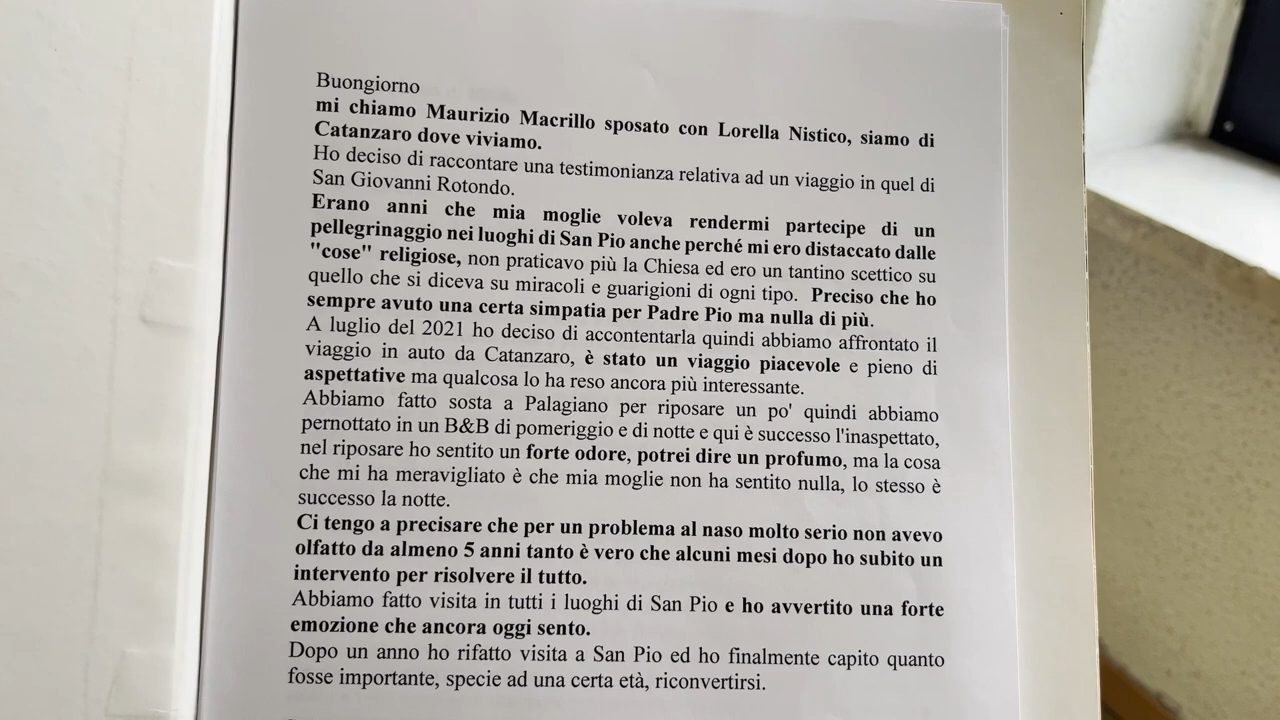 Buongiorno
mi chiamo Maurizio Macrillo sposato con Lorella Nistico, siamo di
Catanzaro dove viviamo.
Ho deciso di raccontare una testimonianza relativa ad un viaggio in quel di
San Giovanni Rotondo.
Erano anni che mia moglie voleva rendermi partecipe di un
pellegrinaggio nei luoghi di San Pio anche perché mi ero distaccato dalle
"cose" religiose, non praticavo più la Chiesa ed ero un tantino scettico su
quello che si diceva su miracoli e guarigioni di ogni tipo. Preciso che ho
sempre avuto una certa simpatia per Padre Pio ma nulla di più.
A luglio del 2021 ho deciso di accontentarla quindi abbiamo affrontato il
viaggio in auto da Catanzaro, è stato un viaggio piacevole e pieno di
aspettative ma qualcosa lo ha reso ancora più interessante.
Abbiamo fatto sosta a Palagiano per riposare un po' quindi abbiamo
pernottato in un B&B di pomeriggio e di notte e qui è successo l'inaspettato,
nel riposare ho sentito un forte odore, potrei dire un profumo, ma la cosa
che mi ha meravigliato è che mia moglie non ha sentito nulla, lo stesso è
successo la notte.
Ci tengo a precisare che per un problema al naso molto serio non avevo
olfatto da almeno 5 anni tanto è vero che alcuni mesi dopo ho subito un
intervento per risolvere il tutto.
Abbiamo fatto visita in tutti i luoghi di San Pio e ho avvertito una forte
emozione che ancora oggi sento.
Dopo un anno ho rifatto visita a San Pio ed ho finalmente capito quanto
fosse importante, specie ad una certa età, riconvertirsi.